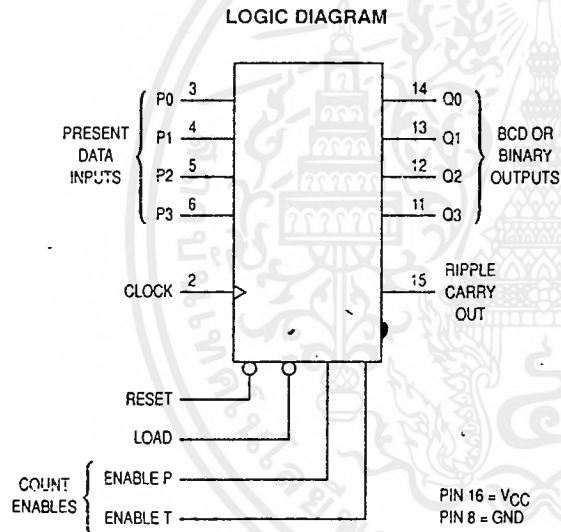 LOGIC DIAGRAM
PRESENT
DATA
INPUTS
P0 3
P1 4
P2 5
P3 6
14 Q0
13 Q1
12 Q2
11 Q3
BCD OR
BINARY
OUTPUTS
CLOCK 2
15
RIPPLE
CARRY
OUT
RESET
LOAD
COUNT
ENABLES
ENABLE P
ENABLE T
PIN 16 = VCC
PIN 8 = GND